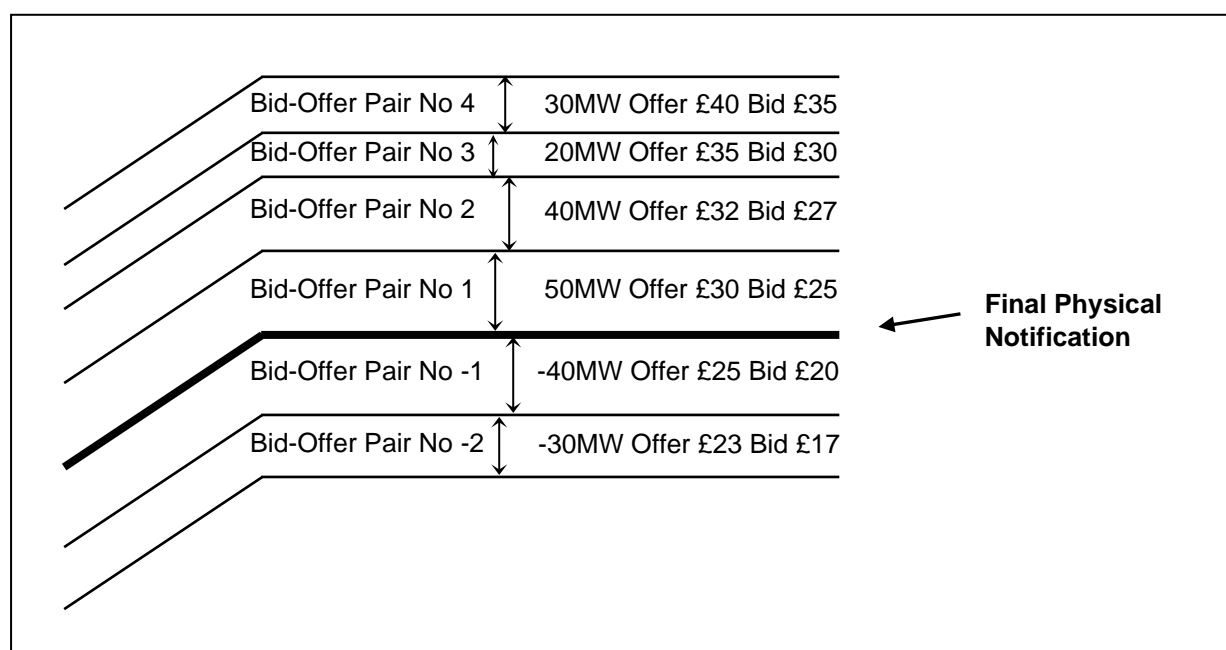 Bid-Offer Pair No 4 30MW Offer £40 Bid £35
Bid-Offer Pair No 3 20MW Offer £35 Bid £30
Bid-Offer Pair No 2 40MW Offer £32 Bid £27
Bid-Offer Pair No 1 50MW Offer £30 Bid £25
Final Physical
Notification
Bid-Offer Pair No -1 -40MW Offer £25 Bid £20
Bid-Offer Pair No -2 -30MW Offer £23 Bid £17